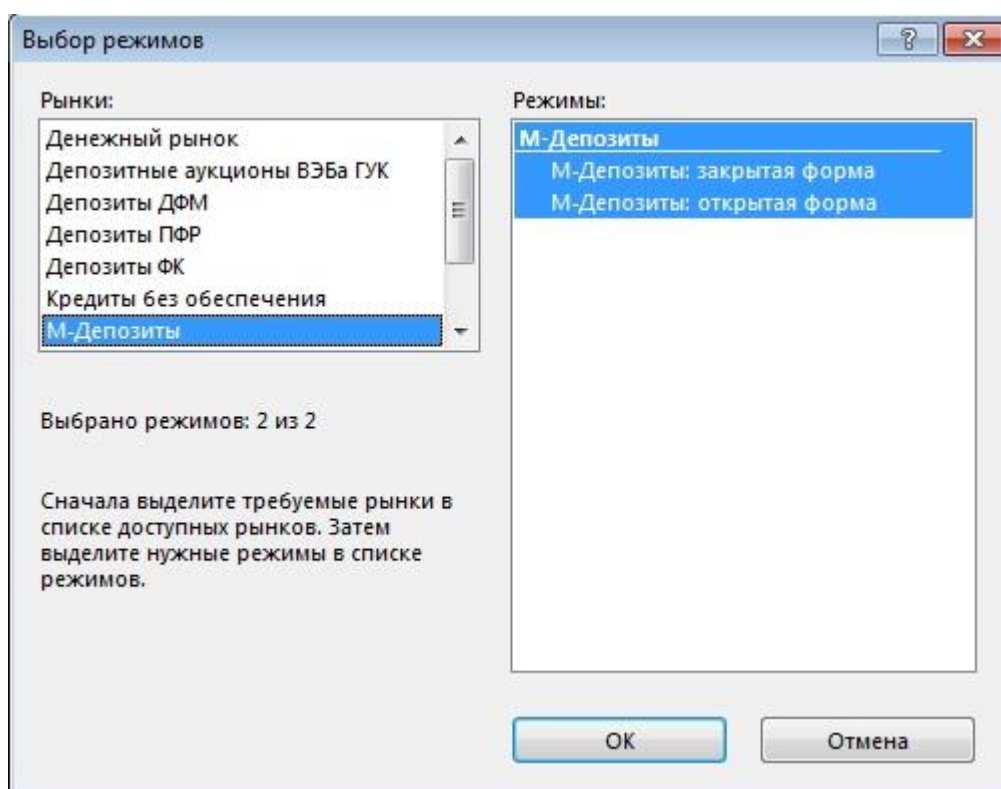 Выбор режимов
Рынки:
Денежный рынок
Депозитные аукционы ВЭБа ГУК
Депозиты ДФМ
Депозиты ПФР
Депозиты ФК
Кредиты без обеспечения
М-Депозиты
Выбрано режимов: 2 из 2
Сначала выделите требуемые рынки в
списке доступных рынков. Затем
выделите нужные режимы в списке
режимов.
Режимы:
М-Депозиты
М-Депозиты: закрытая форма
М-Депозиты: открытая форма
ОК
Отмена